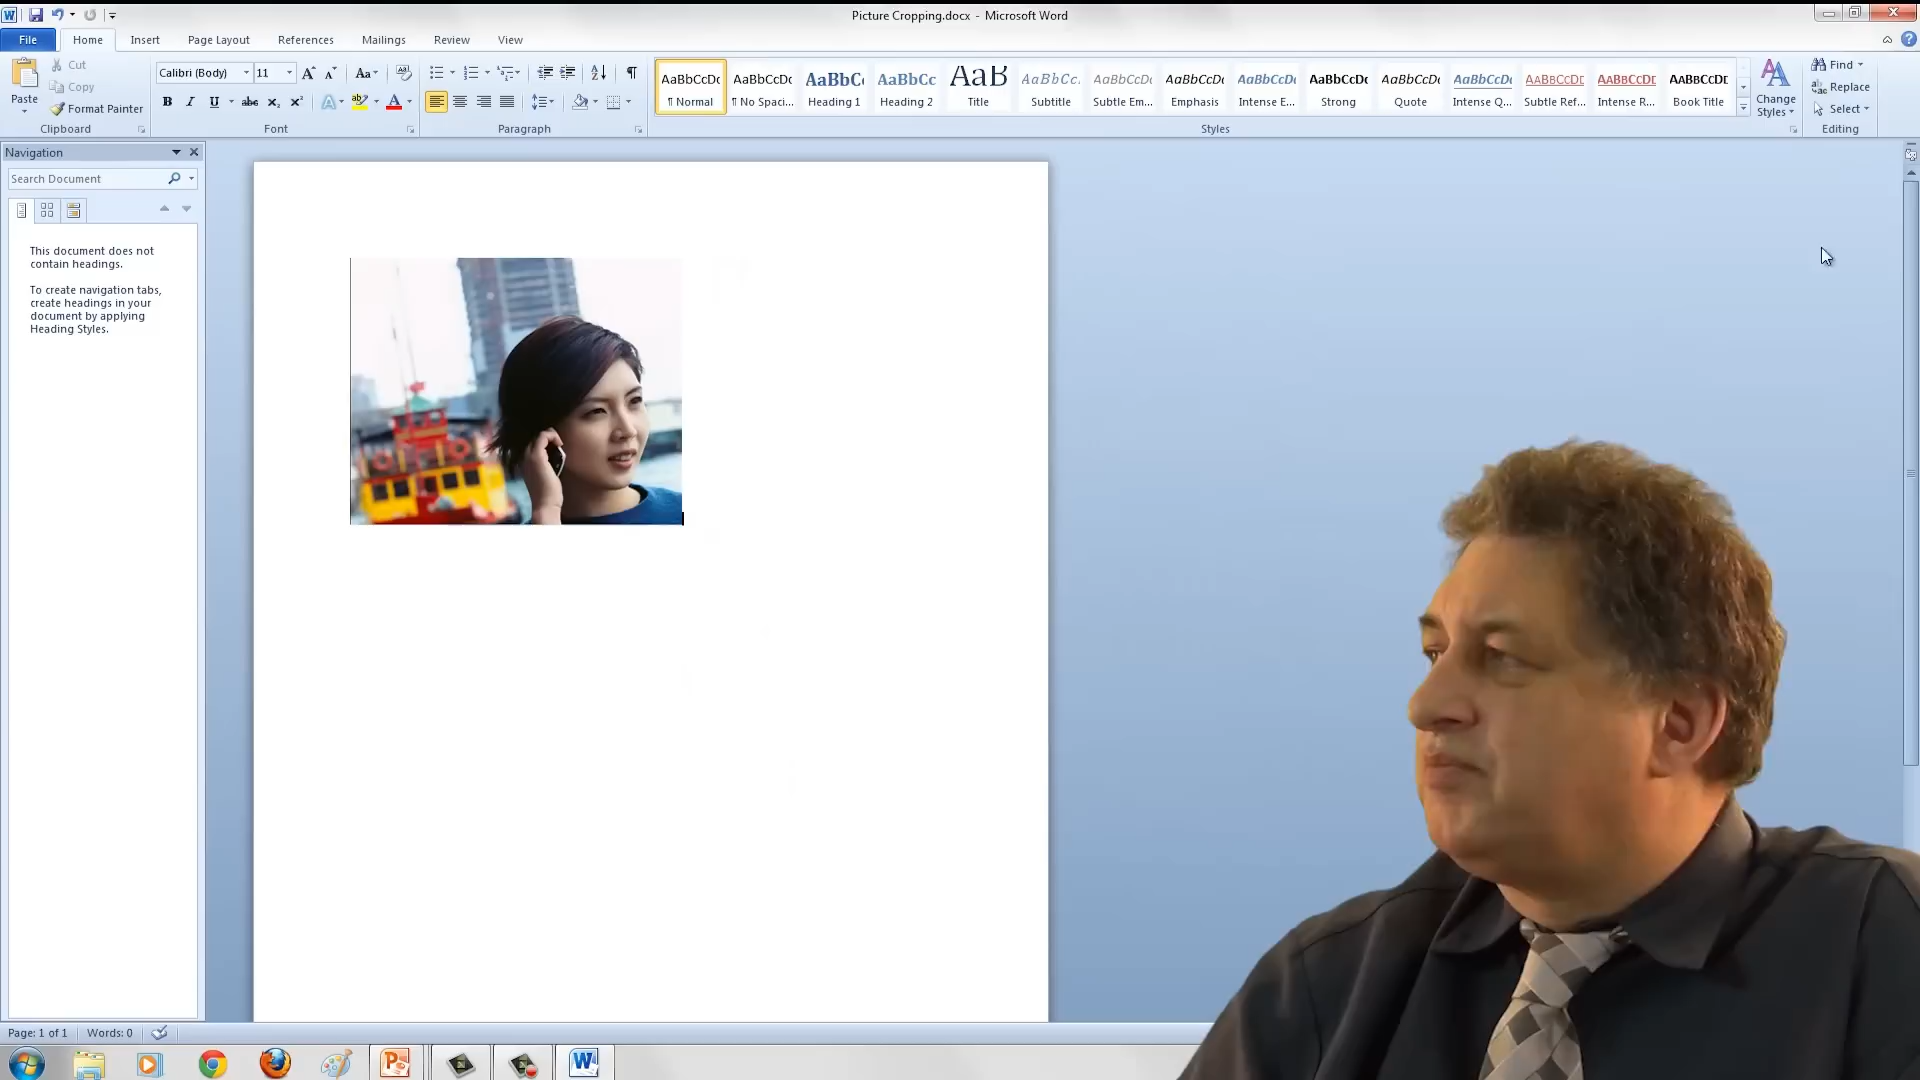 Picture Cropping.docx - Microsoft Word
File Home Insert Page Layout References Mailings Review View
Paste
Cut
Copy
Format Painter
Clipboard
Calibri (Body) 11
Font
Paragraph
AaBbCcDc AaBbCcDc AaBbC AaBbCc AaB AaBbCc. AaBbCcDc AaBbCcDc AaBbCcDc AaBbCcDc AaBbCcDc AaBbCcDc AABBCCDC AABBCCDC AABBCCDC
¶ Normal ¶ No Spaci... Heading 1 Heading 2 Title Subtitle Subtle Em... Emphasis Intense E... Strong Quote Intense Q... Subtle Ref... Intense R... Book Title
Styles
Change
Styles
Find
Replace
Select
Editing
Navigation
Search Document
This document does not
contain headings.
To create navigation tabs,
create headings in your
document by applying
Heading Styles.
Page: 1 of 1 Words: 0